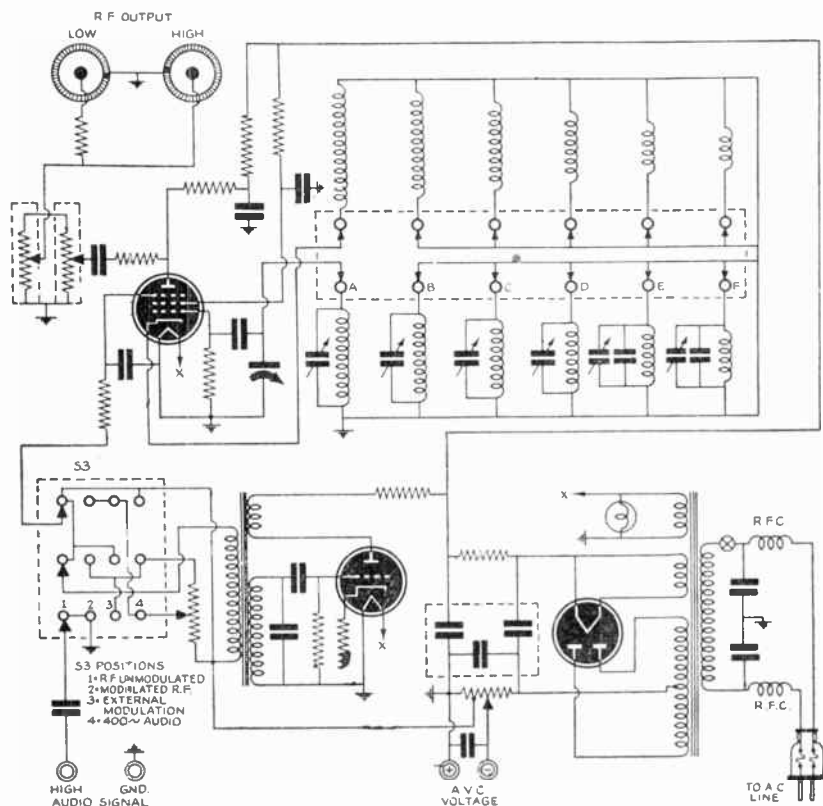 R F OUTPUT
LOW HIGH
A B C D E F
X
S3
X
R.F.C.
1 2 3 4
X
S3 POSITIONS
1= R F UNMODULATED
2= MODULATED R.F.
3= EXTERNAL
MODULATION
4= 400~ AUDIO
R.F.C.
+ −
HIGH GND.
AUDIO SIGNAL
A V C
VOLTAGE
TO A C
LINE